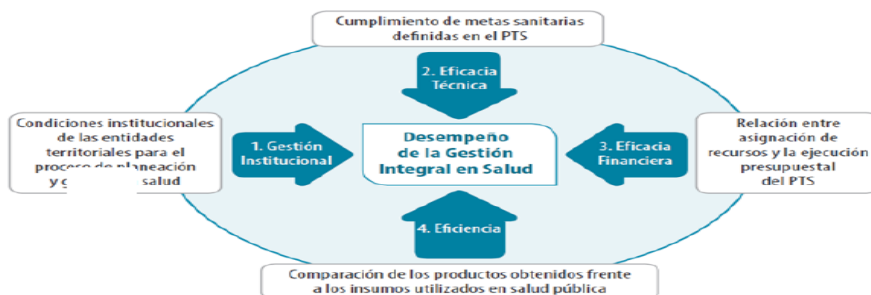 Cumplimiento de metas sanitarias
definidas en el PTS
2. Eficacia
Técnica
Condiciones institucionales
de las entidades
territoriales para el
proceso de planeación
y salud
1. Gestión
Institucional
Desempeño
de la Gestión
Integral en Salud
3. Eficacia
Financiera
Relación entre
asignación de
recursos y la ejecución
presupuestal
del PTS
4. Eficiencia
Comparación de los productos obtenidos frente
a los insumos utilizados en salud pública